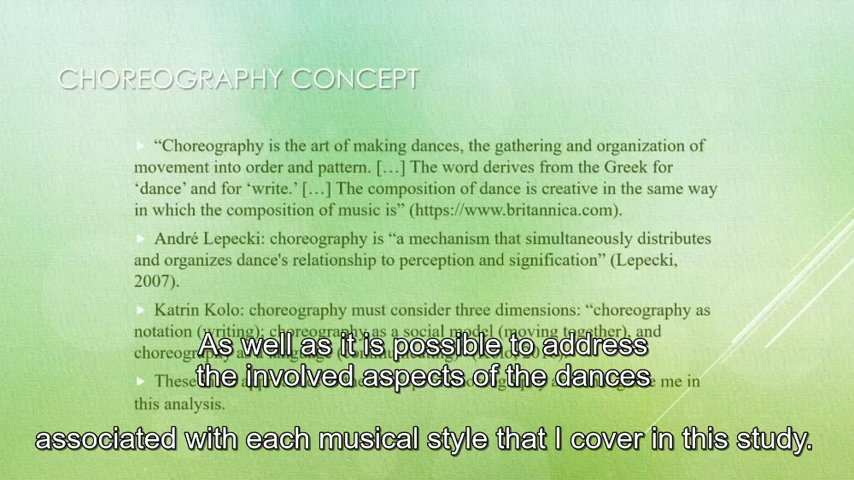 CHOREOGRAPHY CONCEPT
“Choreography is the art of making dances, the gathering and organization of
movement into order and pattern. […] The word derives from the Greek for
‘dance’ and for ‘write.’ […] The composition of dance is creative in the same way
in which the composition of music is” (https://www.britannica.com).
André Lepecki: choreography is “a mechanism that simultaneously distributes
and organizes dance's relationship to perception and signification” (Lepecki,
2007).
Katrin Kolo: choreography must consider three dimensions: “choreography as
notation (writing); choreography as a social model (moving together), and
choreography as a language
These me in
this analysis.
As well as it is possible to address
the involved aspects of the dances
associated with each musical style that I cover in this study.